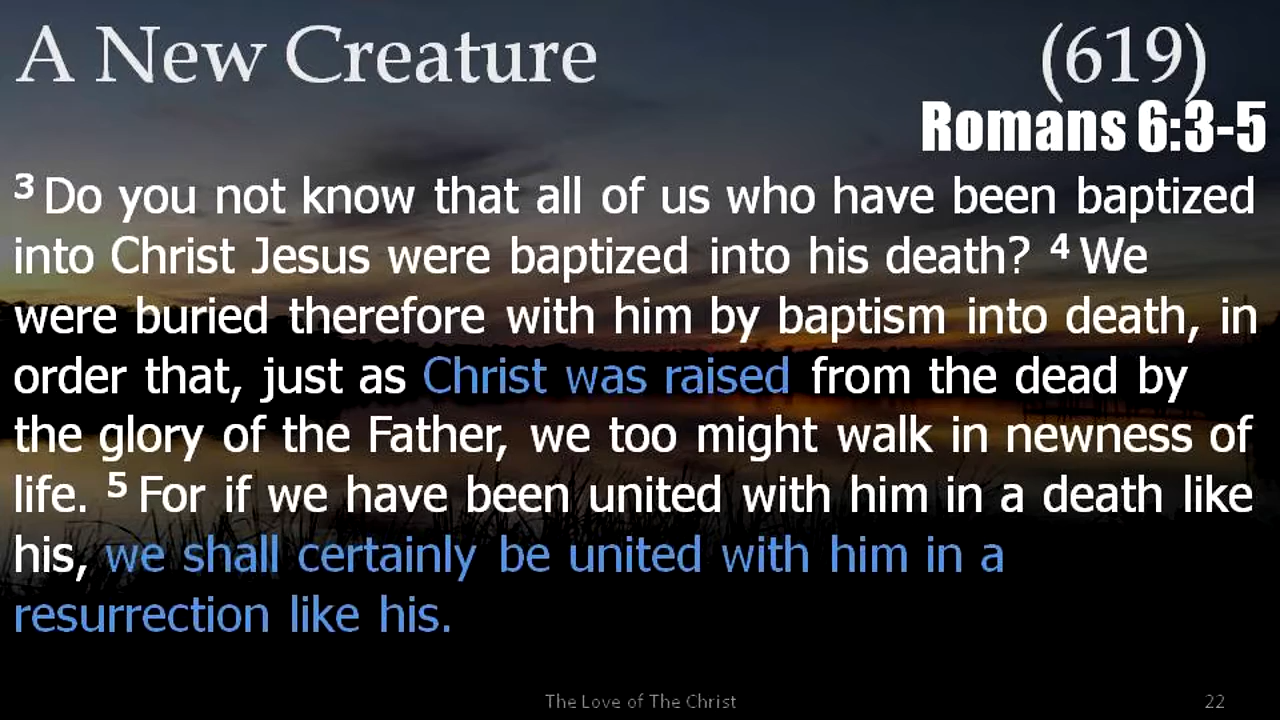 A New Creature (619)
Romans 6:3-5
3 Do you not know that all of us who have been baptized
into Christ Jesus were baptized into his death? 4 We
were buried therefore with him by baptism into death, in
order that, just as Christ was raised from the dead by
the glory of the Father, we too might walk in newness of
life. 5 For if we have been united with him in a death like
his, we shall certainly be united with him in a
resurrection like his.
The Love of The Christ 22